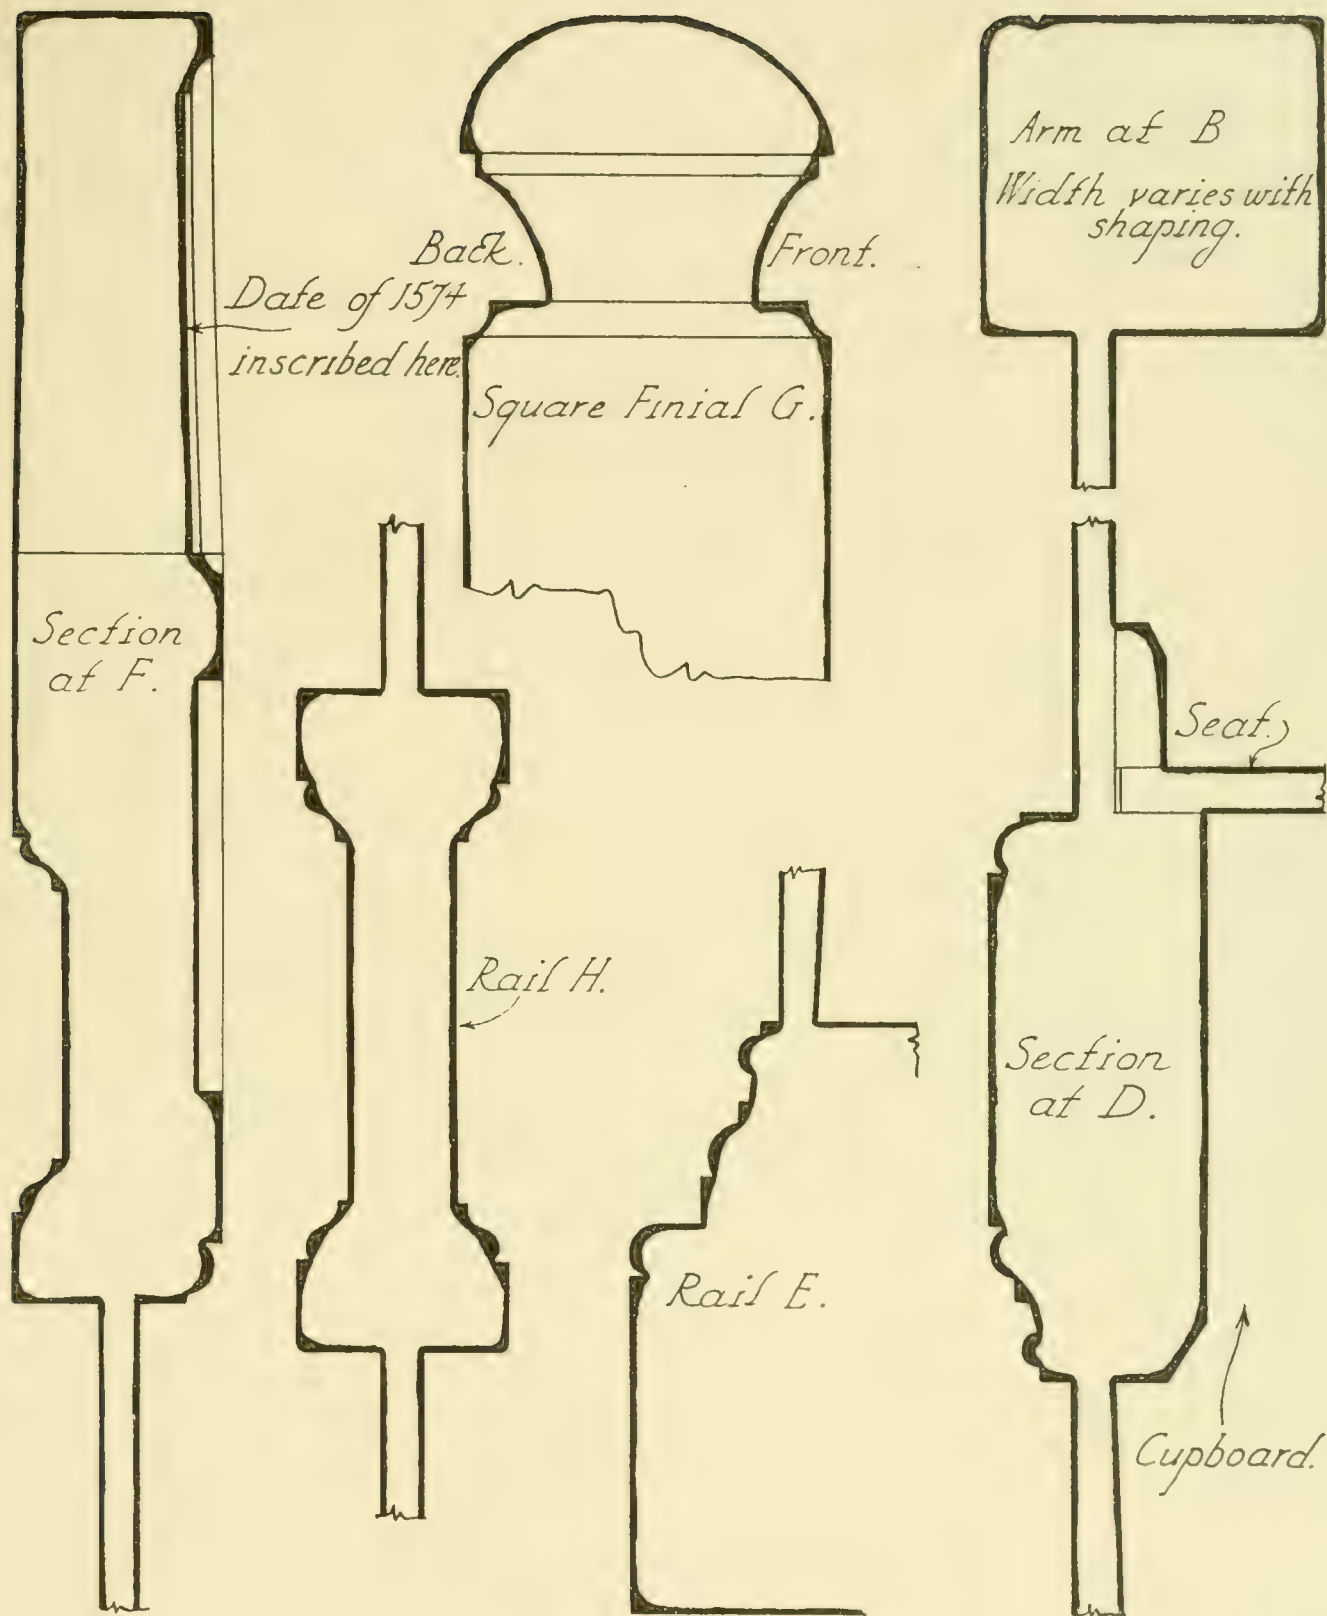 Arm at B
Width varies with
shaping.
Back.
Front.
Date of 1574
inscribed here.
Square Finial G.
Section
at F.
Seat.
Rail H.
Section
at D.
Rail E.
Cupboard.